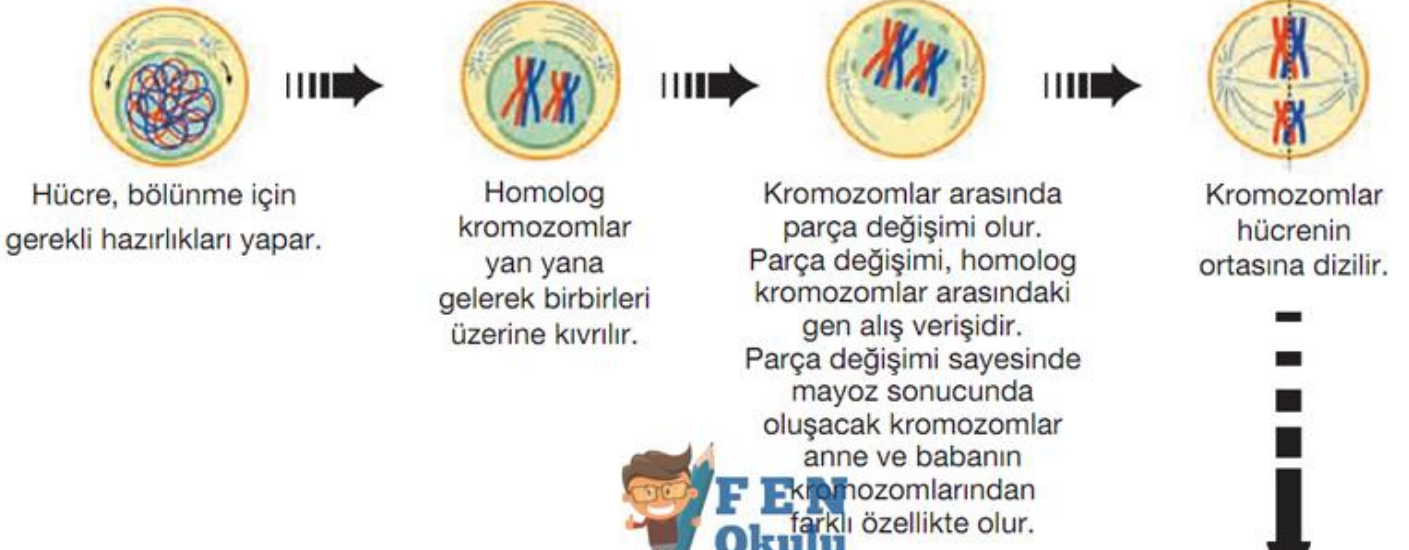 Hücre, bölünme için
gerekli hazırlıkları yapar.
Homolog
kromozomlar
yan yana
gelerek birbirleri
üzerine kıvrılır.
Kromozomlar arasında
parça değişimi olur.
Parça değişimi, homolog
kromozomlar arasındaki
gen alış verişidir.
Parça değişimi sayesinde
mayoz sonucunda
oluşacak kromozomlar
anne ve babanın
kromozomlarından
farklı özellikte olur.
Kromozomlar
hücrenin
ortasına dizilir.
FEN
Okulu